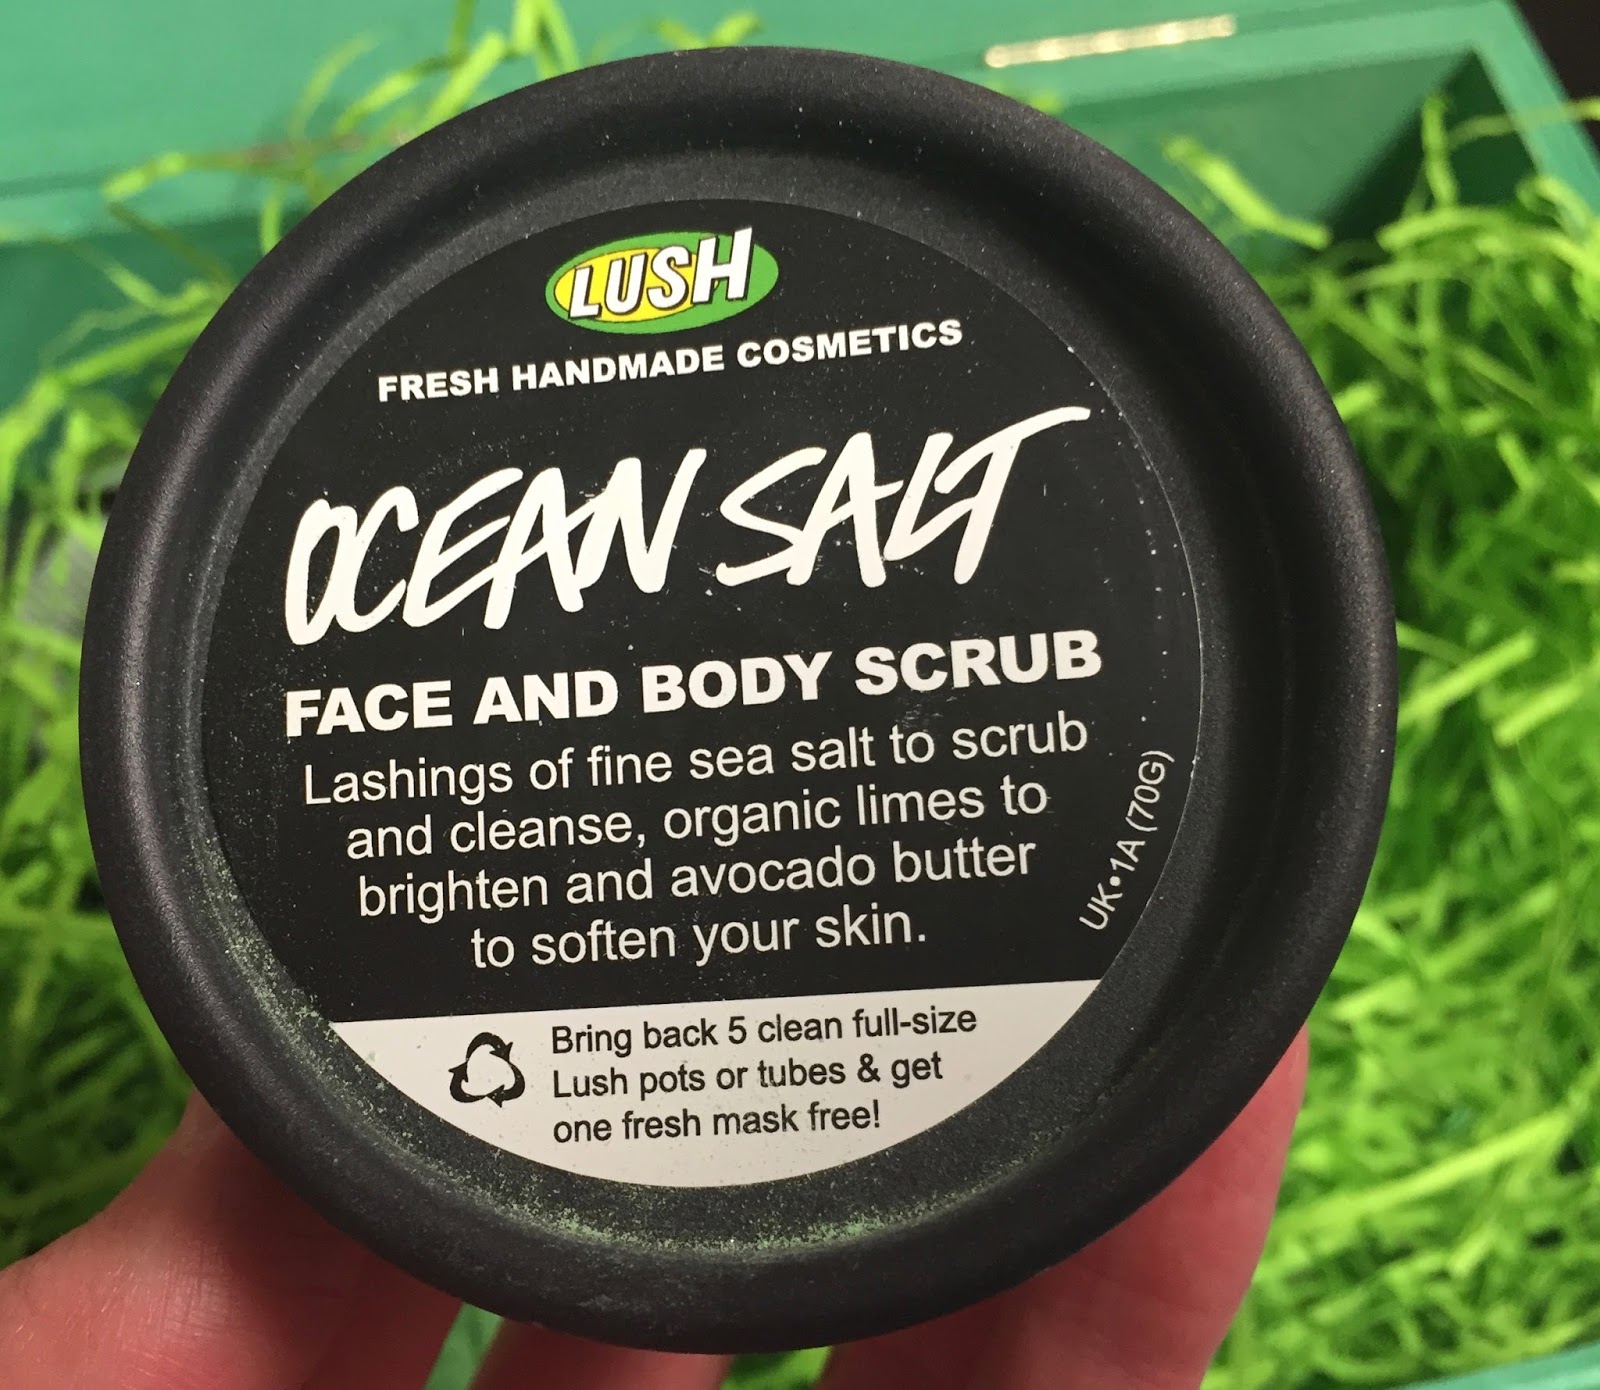 LUSH
FRESH HANDMADE COSMETICS
OCEAN SALT
FACE AND BODY SCRUB
Lashings of fine sea salt to scrub
and cleanse, organic limes to
brighten and avocado butter
to soften your skin.
UK•1A (70G)
Bring back 5 clean full-size
Lush pots or tubes & get
one fresh mask free!